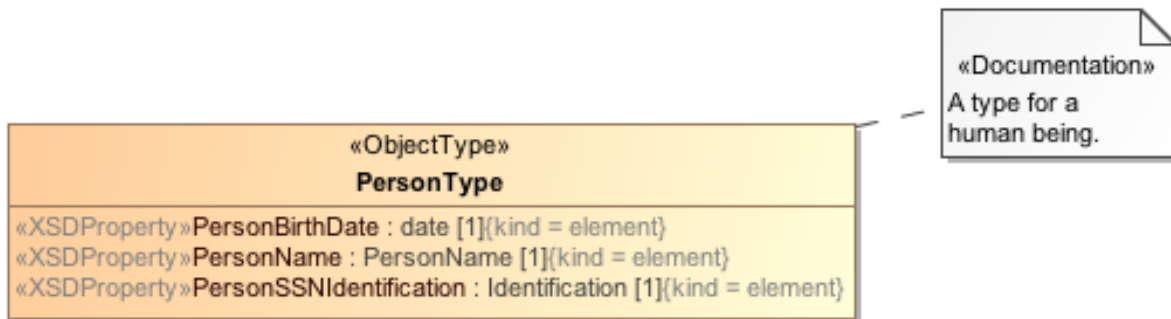 «Documentation»
A type for a
human being.
«ObjectType»
PersonType
«XSDProperty»PersonBirthDate : date [1]{kind = element}
«XSDProperty»PersonName : PersonName [1]{kind = element}
«XSDProperty»PersonSSNIdentification : Identification [1]{kind = element}